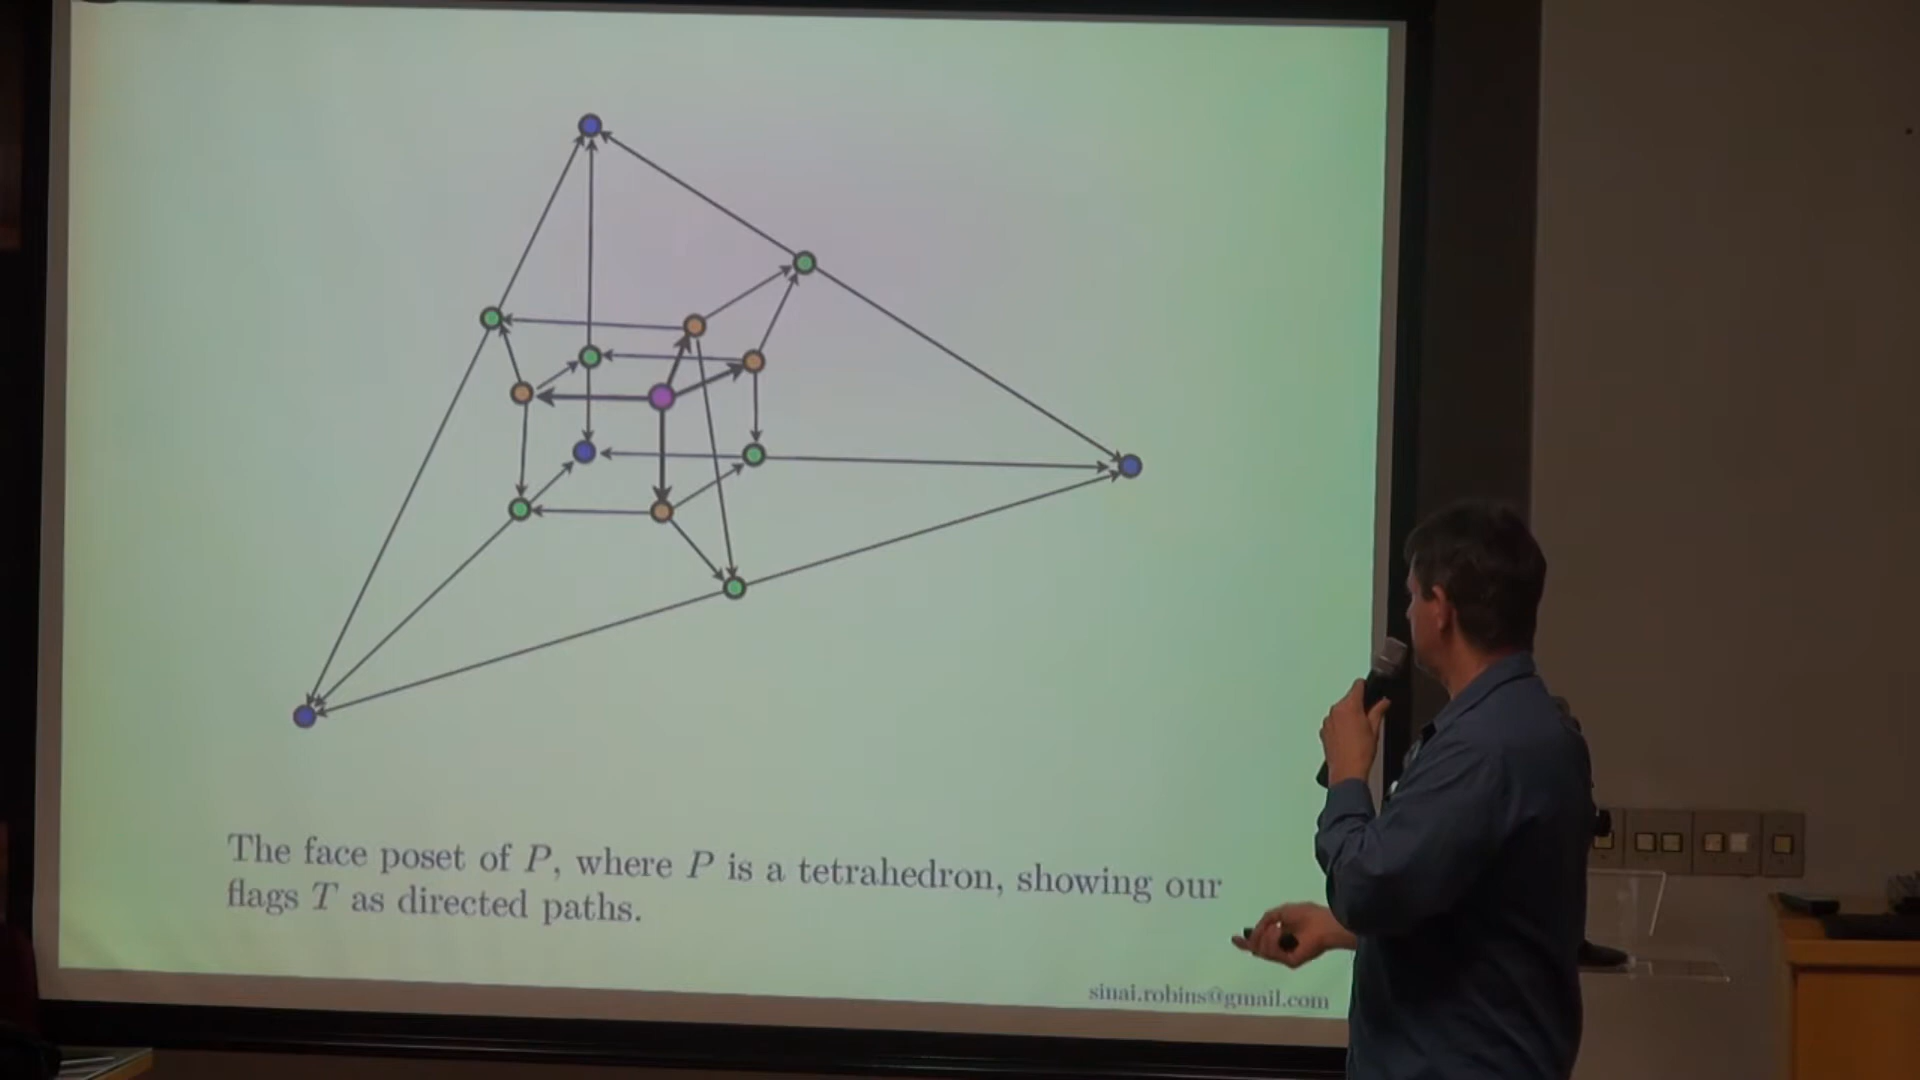 The face poset of P, where P is a tetrahedron, showing our
flags T as directed paths.
sinai.robins@gmail.com